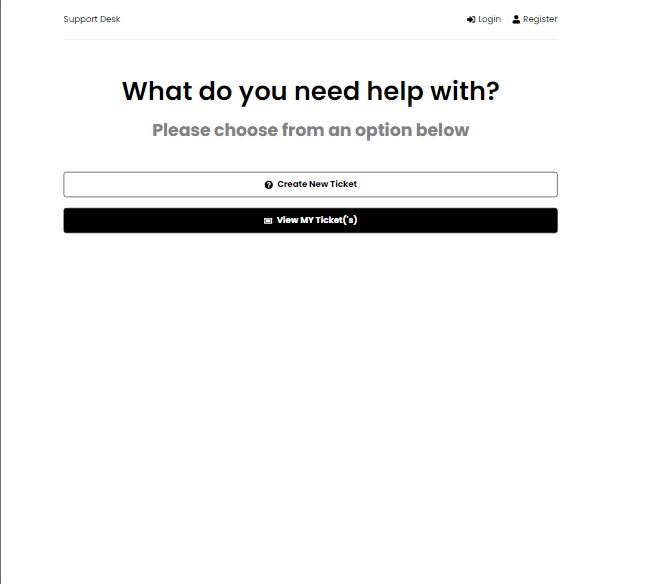 Support Desk
Login Register
What do you need help with?
Please choose from an option below
Create New Ticket
View MY Ticket('s)